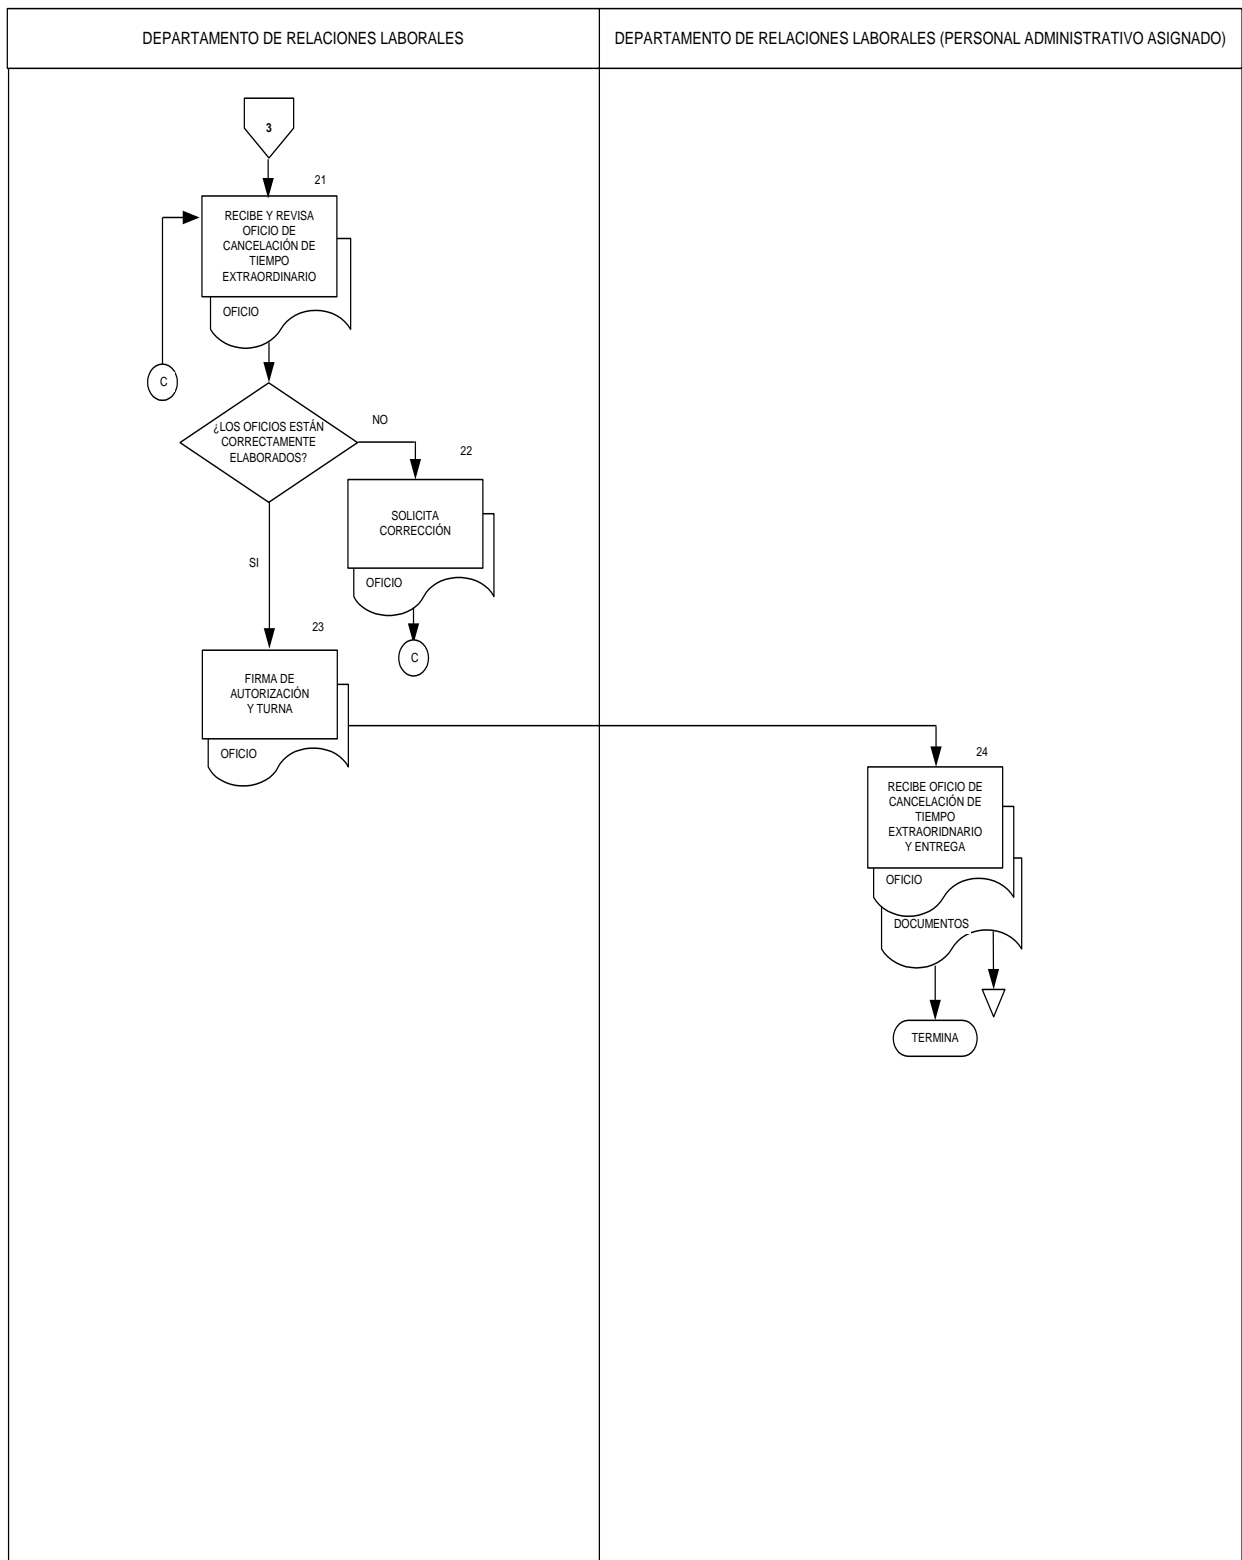 DEPARTAMENTO DE RELACIONES LABORALES
DEPARTAMENTO DE RELACIONES LABORALES (PERSONAL ADMINISTRATIVO ASIGNADO)
3
21
RECIBE Y REVISA
OFICIO DE
CANCELACIÓN DE
TIEMPO
EXTRAORDINARIO
OFICIO
C
¿LOS OFICIOS ESTÁN
CORRECTAMENTE
ELABORADOS?
NO
22
SOLICITA
CORRECCIÓN
OFICIO
C
SI
23
FIRMA DE
AUTORIZACIÓN
Y TURNA
OFICIO
24
RECIBE OFICIO DE
CANCELACIÓN DE
TIEMPO
EXTRAORIDNARIO
Y ENTREGA
OFICIO
DOCUMENTOS
TERMINA